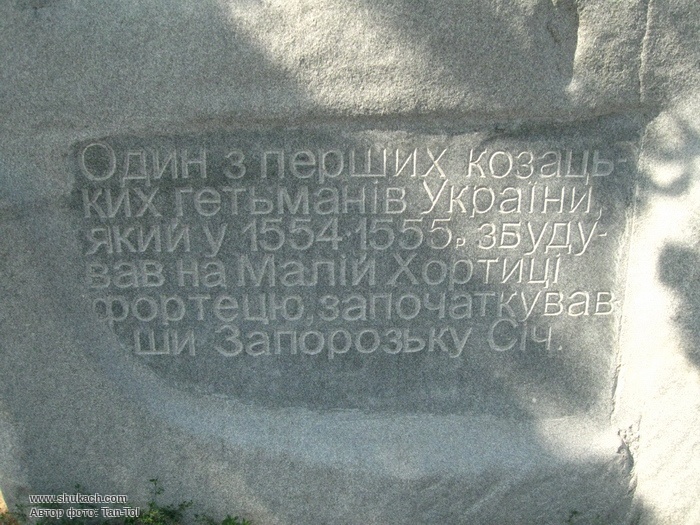 Один з перших козаць-
ких гетьманів України,
який у 1554-1555р збуду-
вав на Малій Хортиці
фортецю, започаткував-
ши Запорозьку Січ.
www.shukach.com
Автор фото: Tan-Tol